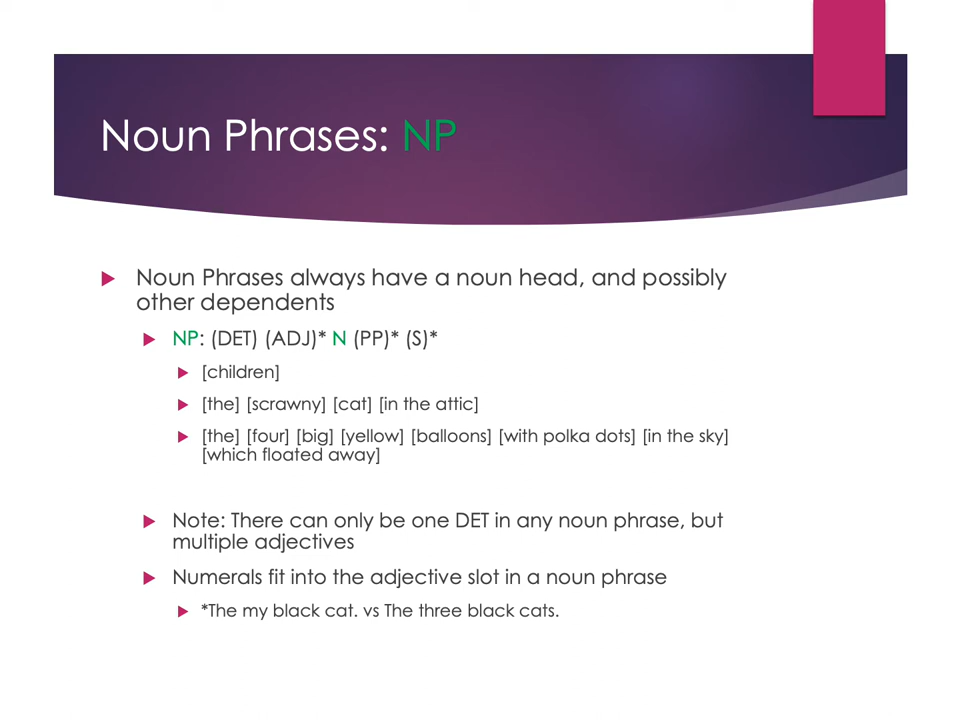 Noun Phrases: NP
Noun Phrases always have a noun head, and possibly
other dependents
NP: (DET) (ADJ)* N (PP)* (S)*
[children]
[the] [scrawny] [cat] [in the attic]
[the] [four] [big] [yellow] [balloons] [with polka dots] [in the sky]
[which floated away]
Note: There can only be one DET in any noun phrase, but
multiple adjectives
Numerals fit into the adjective slot in a noun phrase
*The my black cat. vs The three black cats.